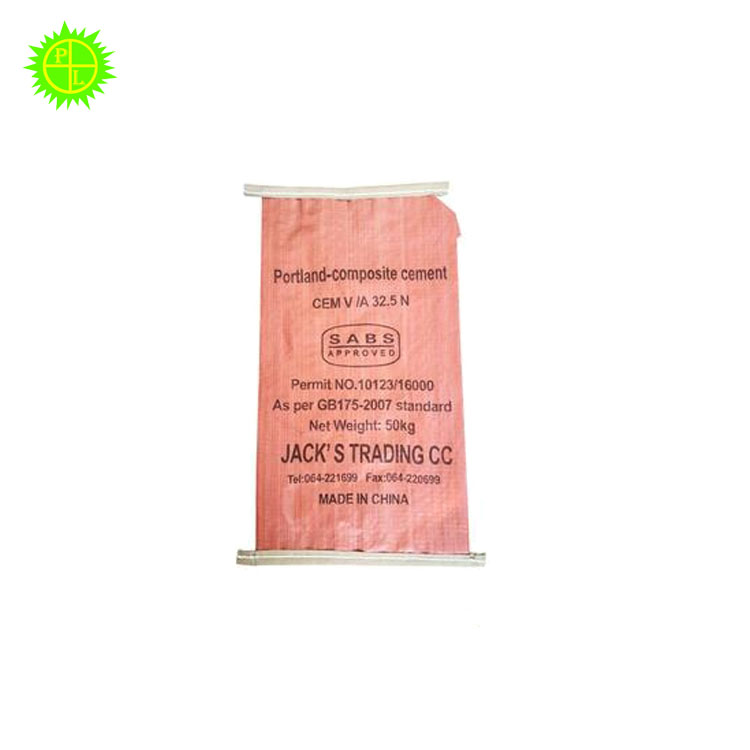 P L
Portland-composite cement
CEM V /A 32.5 N
SABS
APPROVED
Permit NO.10123/16000
As per GB175-2007 standard
Net Weight: 50kg
JACK' S TRADING CC
Tel:064-221699 Fax:064-220699
MADE IN CHINA